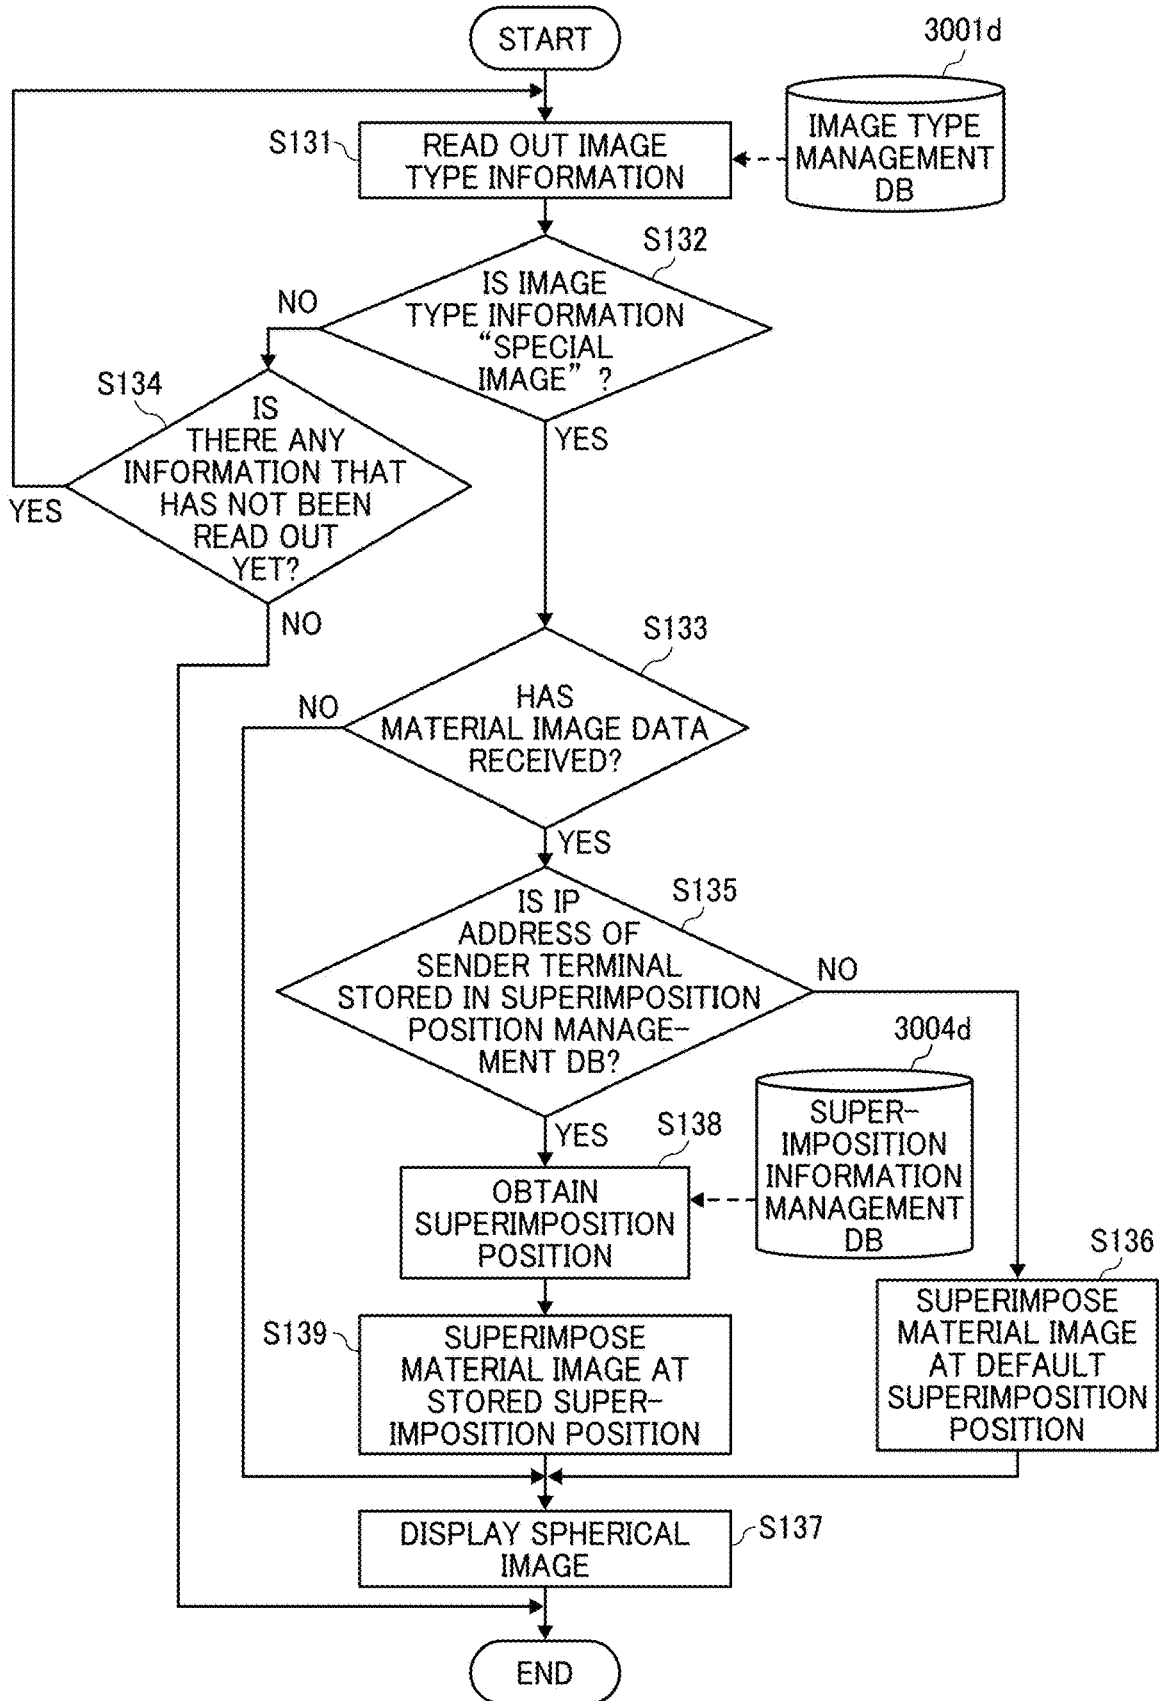 START
3001d
S131
READ OUT IMAGE
TYPE INFORMATION
IMAGE TYPE
MANAGEMENT
DB
S132
IS IMAGE
TYPE INFORMATION
“SPECIAL
IMAGE” ?
NO
YES
S134
IS
THERE ANY
INFORMATION THAT
HAS NOT BEEN
READ OUT
YET?
YES
NO
S133
HAS
MATERIAL IMAGE DATA
RECEIVED?
NO
YES
S135
IS IP
ADDRESS OF
SENDER TERMINAL
STORED IN SUPERIMPOSITION
POSITION MANAGE-
MENT DB?
NO
YES
3004d
SUPER-
IMPOSITION
INFORMATION
MANAGEMENT
DB
S138
OBTAIN
SUPERIMPOSITION
POSITION
S136
SUPERIMPOSE
MATERIAL IMAGE
AT DEFAULT
SUPERIMPOSITION
POSITION
S139
SUPERIMPOSE
MATERIAL IMAGE AT
STORED SUPER-
IMPOSITION POSITION
S137
DISPLAY SPHERICAL
IMAGE
END